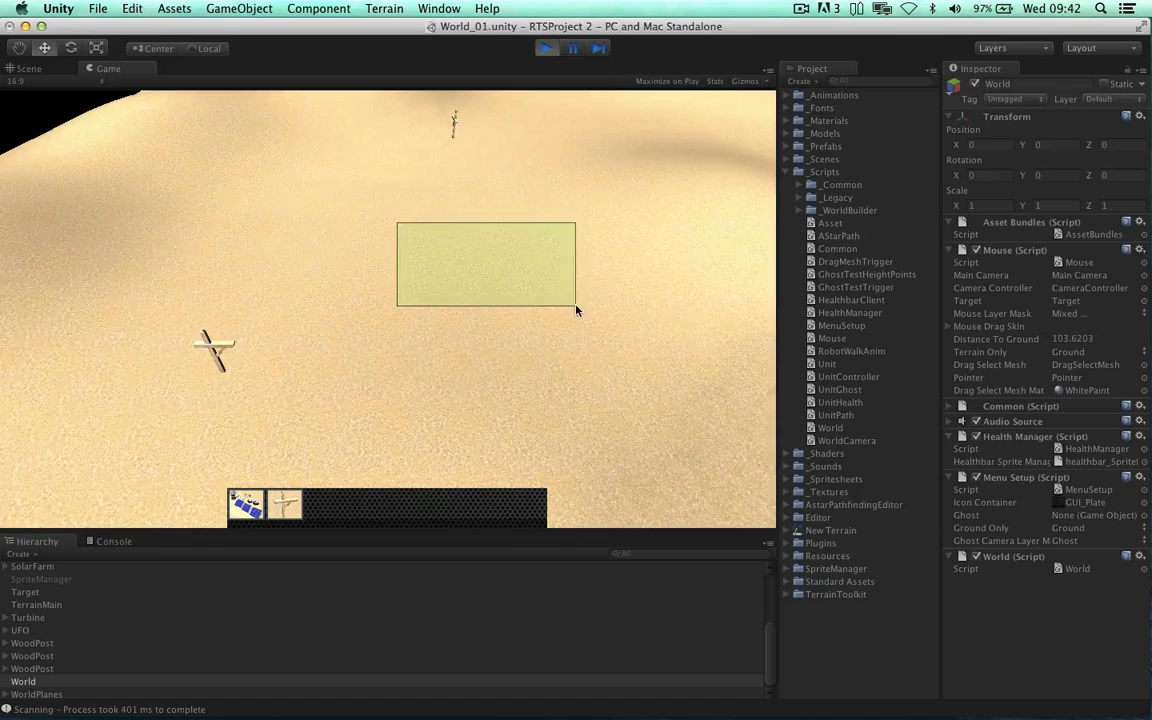 Unity File Edit Assets GameObject Component Terrain Window Help 3 97% Wed 09:42
World_01.unity - RTSProject 2 - PC and Mac Standalone
Center Local Layers Layout
Scene Game Project Inspector
16:9 Maximize on Play Stats Gizmos Create All
World Static
Tag Untagged Layer Default
Transform
Position
X 0 Y 0 Z 0
Rotation
X 0 Y 0 Z 0
Scale
X 1 Y 1 Z 1
Asset Bundles (Script)
Script AssetBundles
Mouse (Script)
Script Mouse
Main Camera Main Camera
Camera Controller CameraController
Target Target
Mouse Layer Mask Mixed ...
Mouse Drag Skin
Distance To Ground 103.6203
Terrain Only Ground
Drag Select Mesh DragSelectMesh
Pointer Pointer
Drag Select Mesh Mat WhitePaint
Common (Script)
Audio Source
Health Manager (Script)
Script HealthManager
Healthbar Sprite Manag healthbar_Spritel
Menu Setup (Script)
Script MenuSetup
Icon Container GUI_Plate
Ghost None (Game Object)
Ground Only Ground
Ghost Camera Layer M Ghost
World (Script)
Script World
_Animations
_Fonts
_Materials
_Models
_Prefabs
_Scenes
_Scripts
_Common
_Legacy
_WorldBuilder
Asset
AStarPath
Common
DragMeshTrigger
GhostTestHeightPoints
GhostTestTrigger
HealthbarClient
HealthManager
MenuSetup
Mouse
RobotWalkAnim
Unit
UnitController
UnitGhost
UnitHealth
UnitPath
World
WorldCamera
_Shaders
_Sounds
_Spritesheets
_Textures
AstarPathfindingEditor
Editor
New Terrain
Plugins
Resources
SpriteManager
Standard Assets
TerrainToolkit
Hierarchy Console
Create All
SolarFarm
SpriteManager
Target
TerrainMain
Turbine
UFO
WoodPost
WoodPost
WoodPost
World
WorldPlanes
Scanning - Process took 401 ms to complete